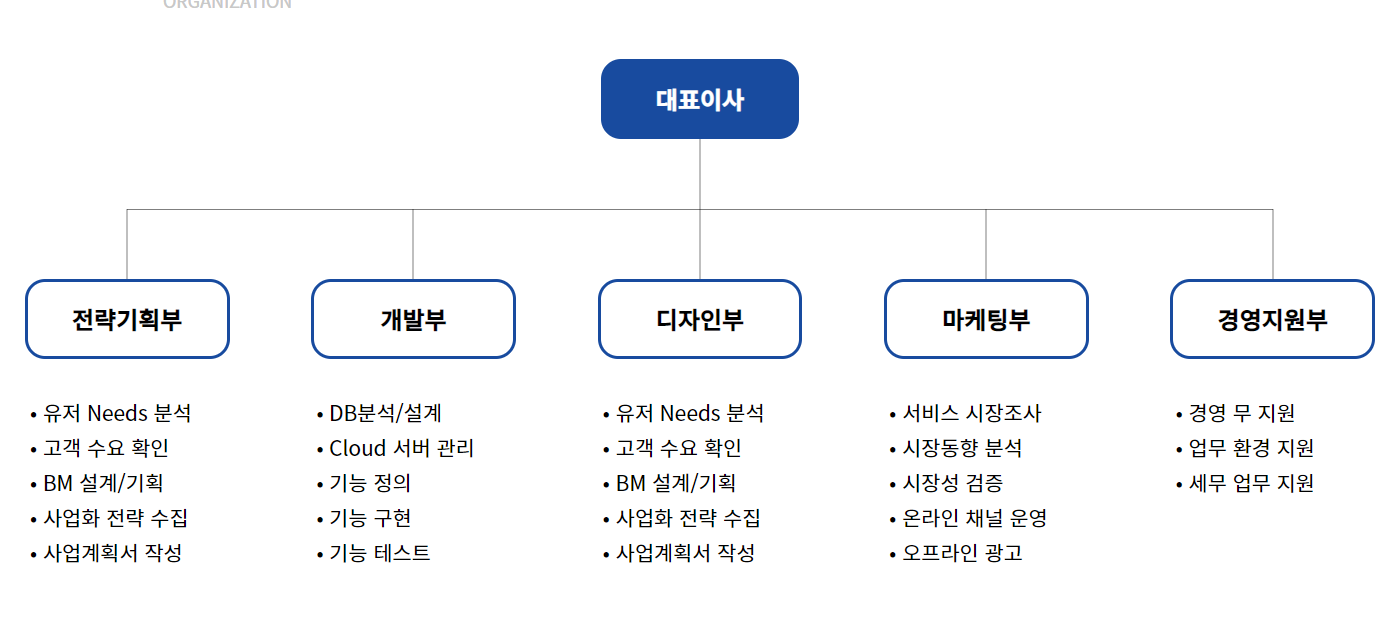 ORGANIZATION
대표이사
전략기획부
개발부
디자인부
마케팅부
경영지원부
• 유저 Needs 분석
• 고객 수요 확인
• BM 설계/기획
• 사업화 전략 수집
• 사업계획서 작성
• DB분석/설계
• Cloud 서버 관리
• 기능 정의
• 기능 구현
• 기능 테스트
• 유저 Needs 분석
• 고객 수요 확인
• BM 설계/기획
• 사업화 전략 수집
• 사업계획서 작성
• 서비스 시장조사
• 시장동향 분석
• 시장성 검증
• 온라인 채널 운영
• 오프라인 광고
• 경영 무 지원
• 업무 환경 지원
• 세무 업무 지원